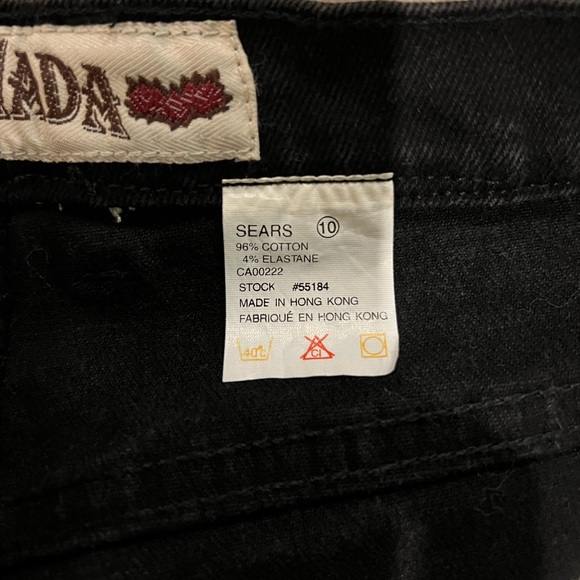 SEARS 10
96% COTTON
4% ELASTANE
CA00222
STOCK #55184
MADE IN HONG KONG
FABRIQUÉ EN HONG KONG
40°C
Cl